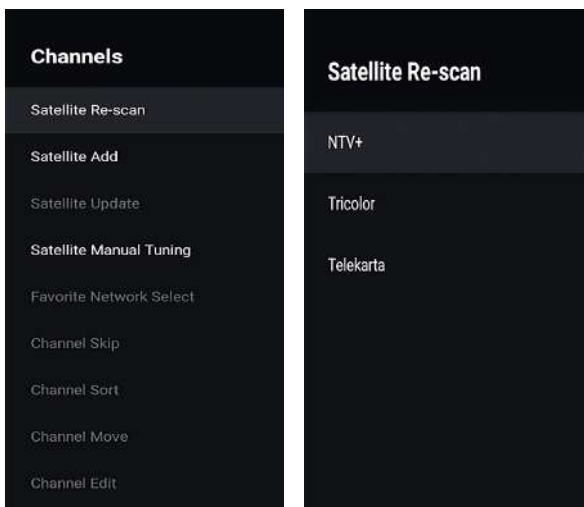 Channels
Satellite Re-scan
Satellite Add
Satellite Update
Satellite Manual Tuning
Favorite Network Select
Channel Skip
Channel Sort
Channel Move
Channel Edit
Satellite Re-scan
NTV+
Tricolor
Telekarta